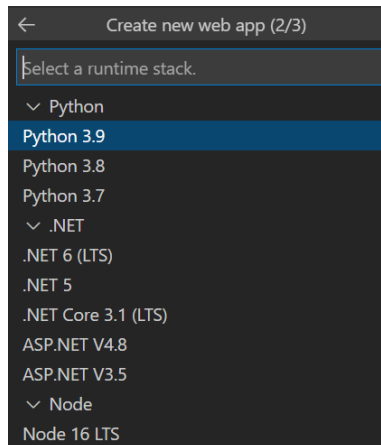 Create new web app (2/3)
Select a runtime stack.
Python
Python 3.9
Python 3.8
Python 3.7
.NET
.NET 6 (LTS)
.NET 5
.NET Core 3.1 (LTS)
ASP.NET V4.8
ASP.NET V3.5
Node
Node 16 LTS